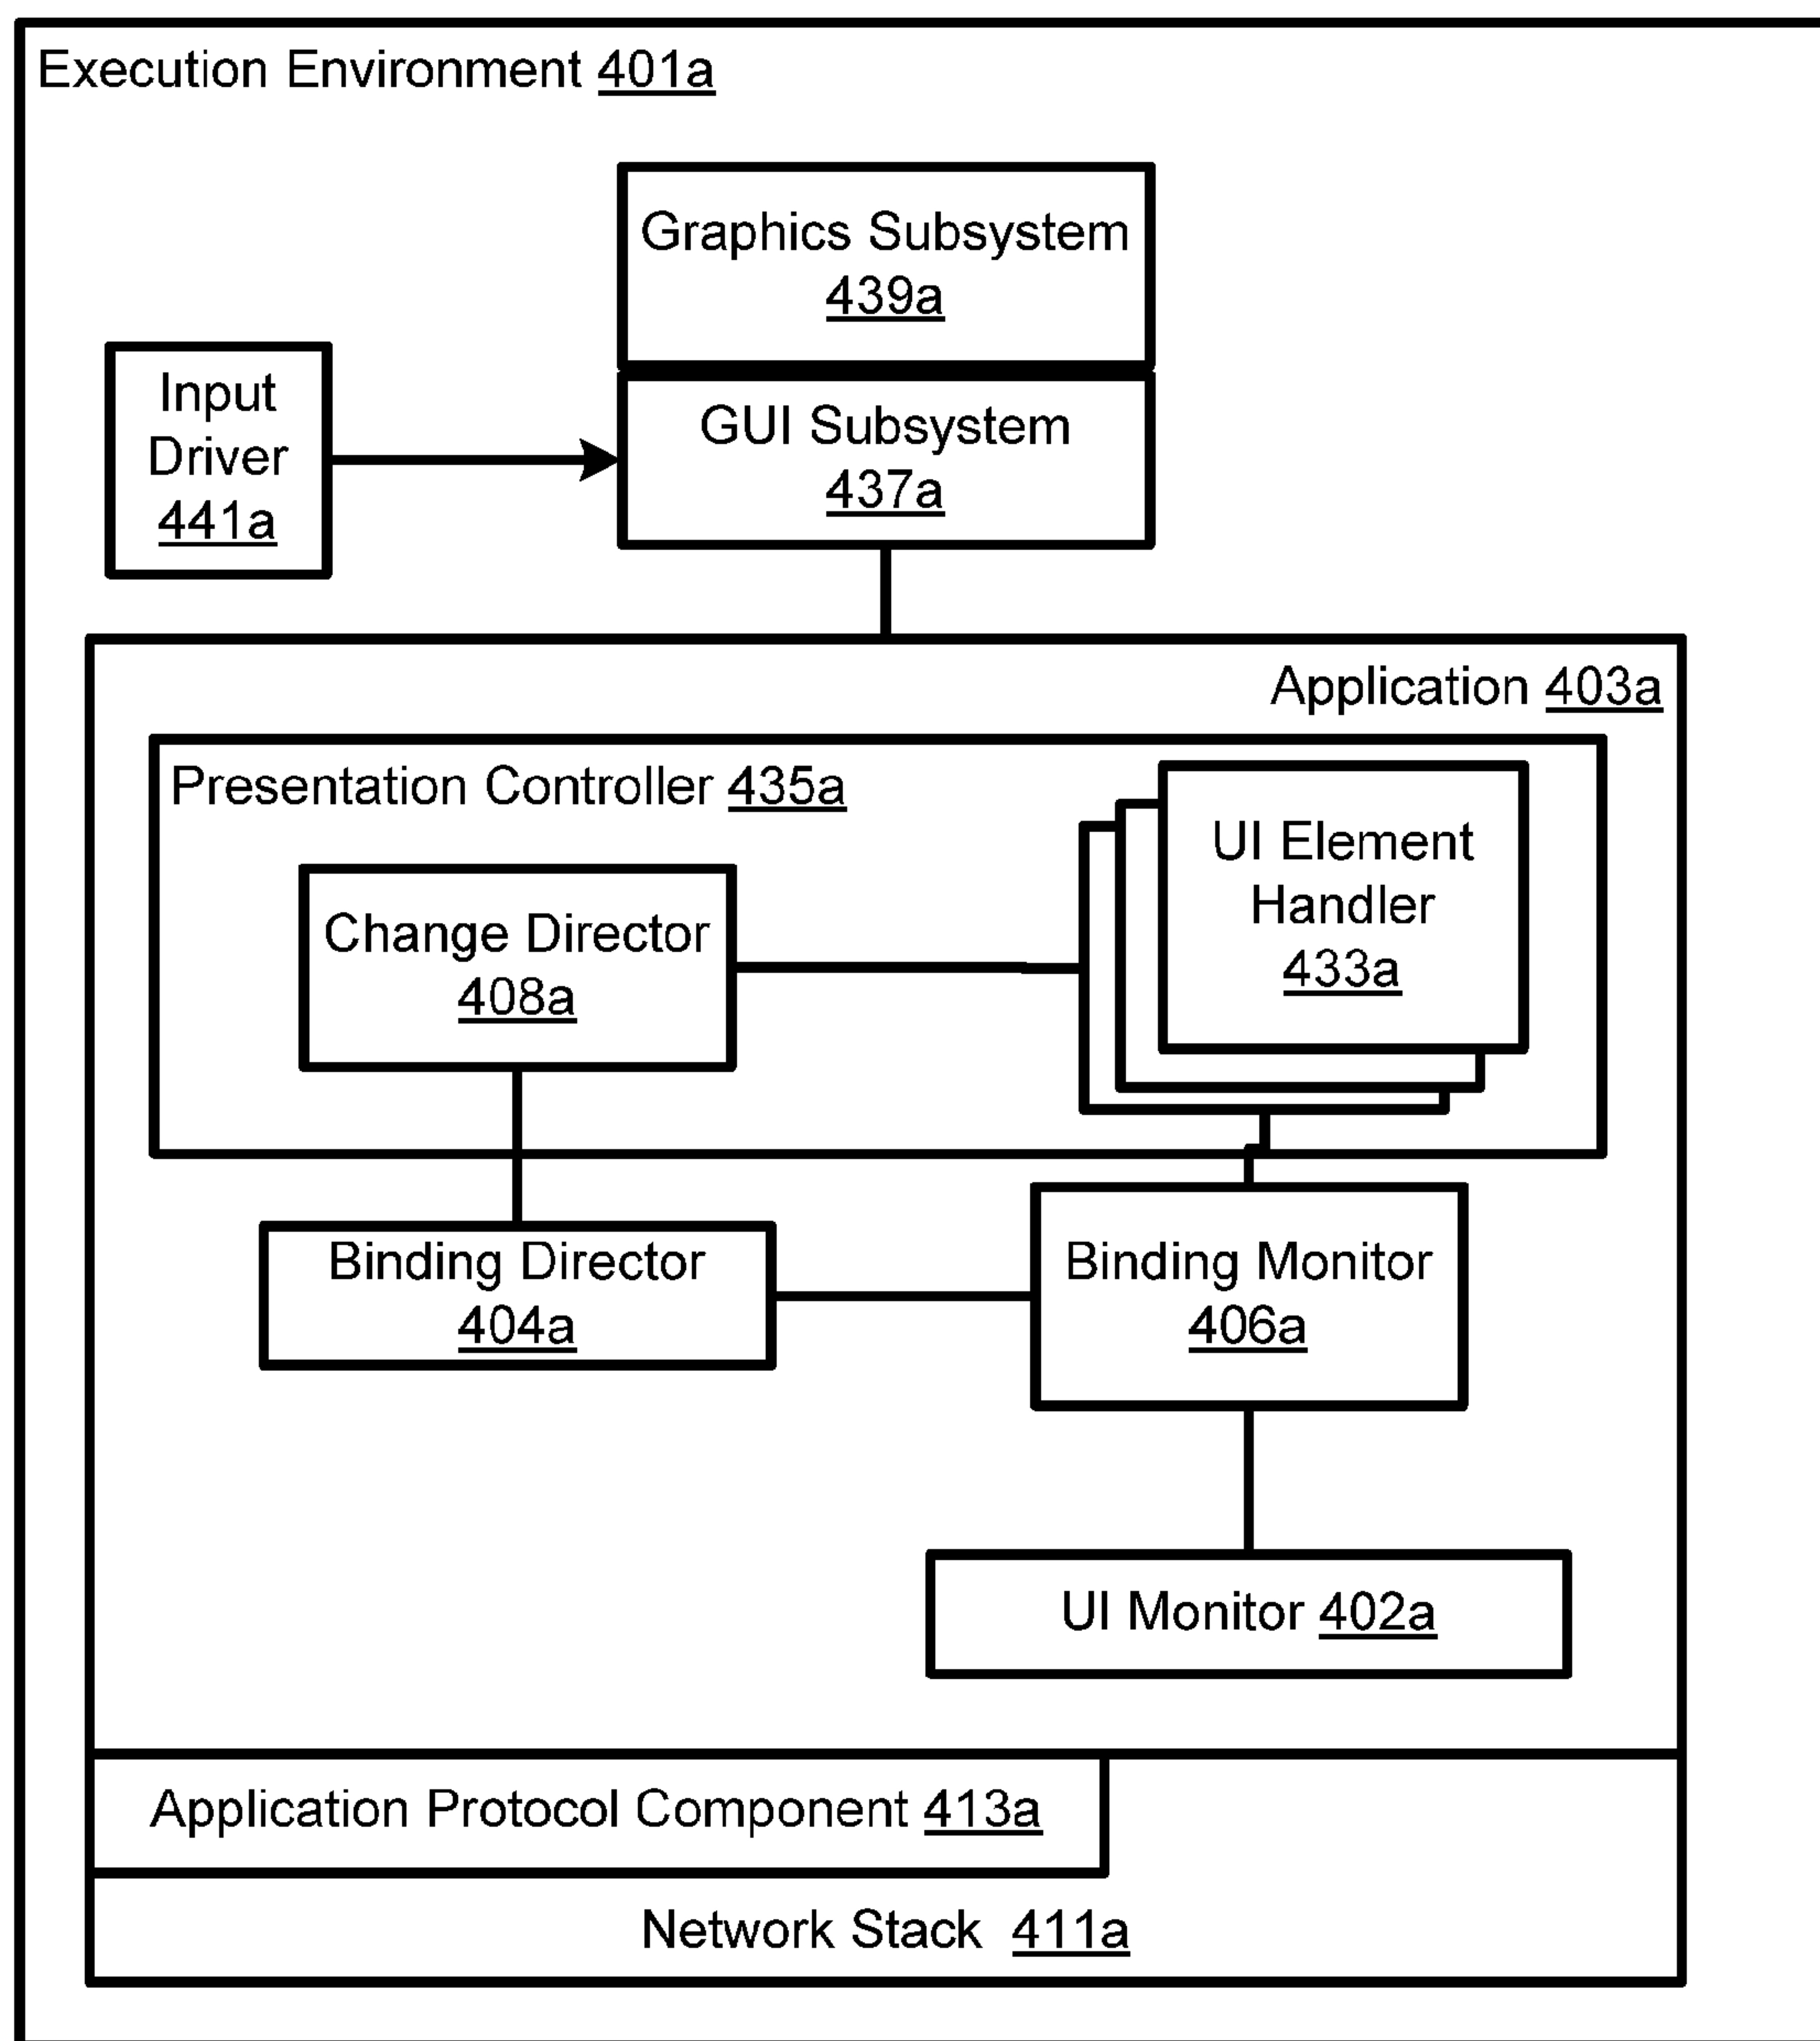 Execution Environment 401a
Graphics Subsystem
439a
Input
Driver
441a
GUI Subsystem
437a
Application 403a
Presentation Controller 435a
UI Element
Handler
433a
Change Director
408a
Binding Director
404a
Binding Monitor
406a
UI Monitor 402a
Application Protocol Component 413a
Network Stack 411a